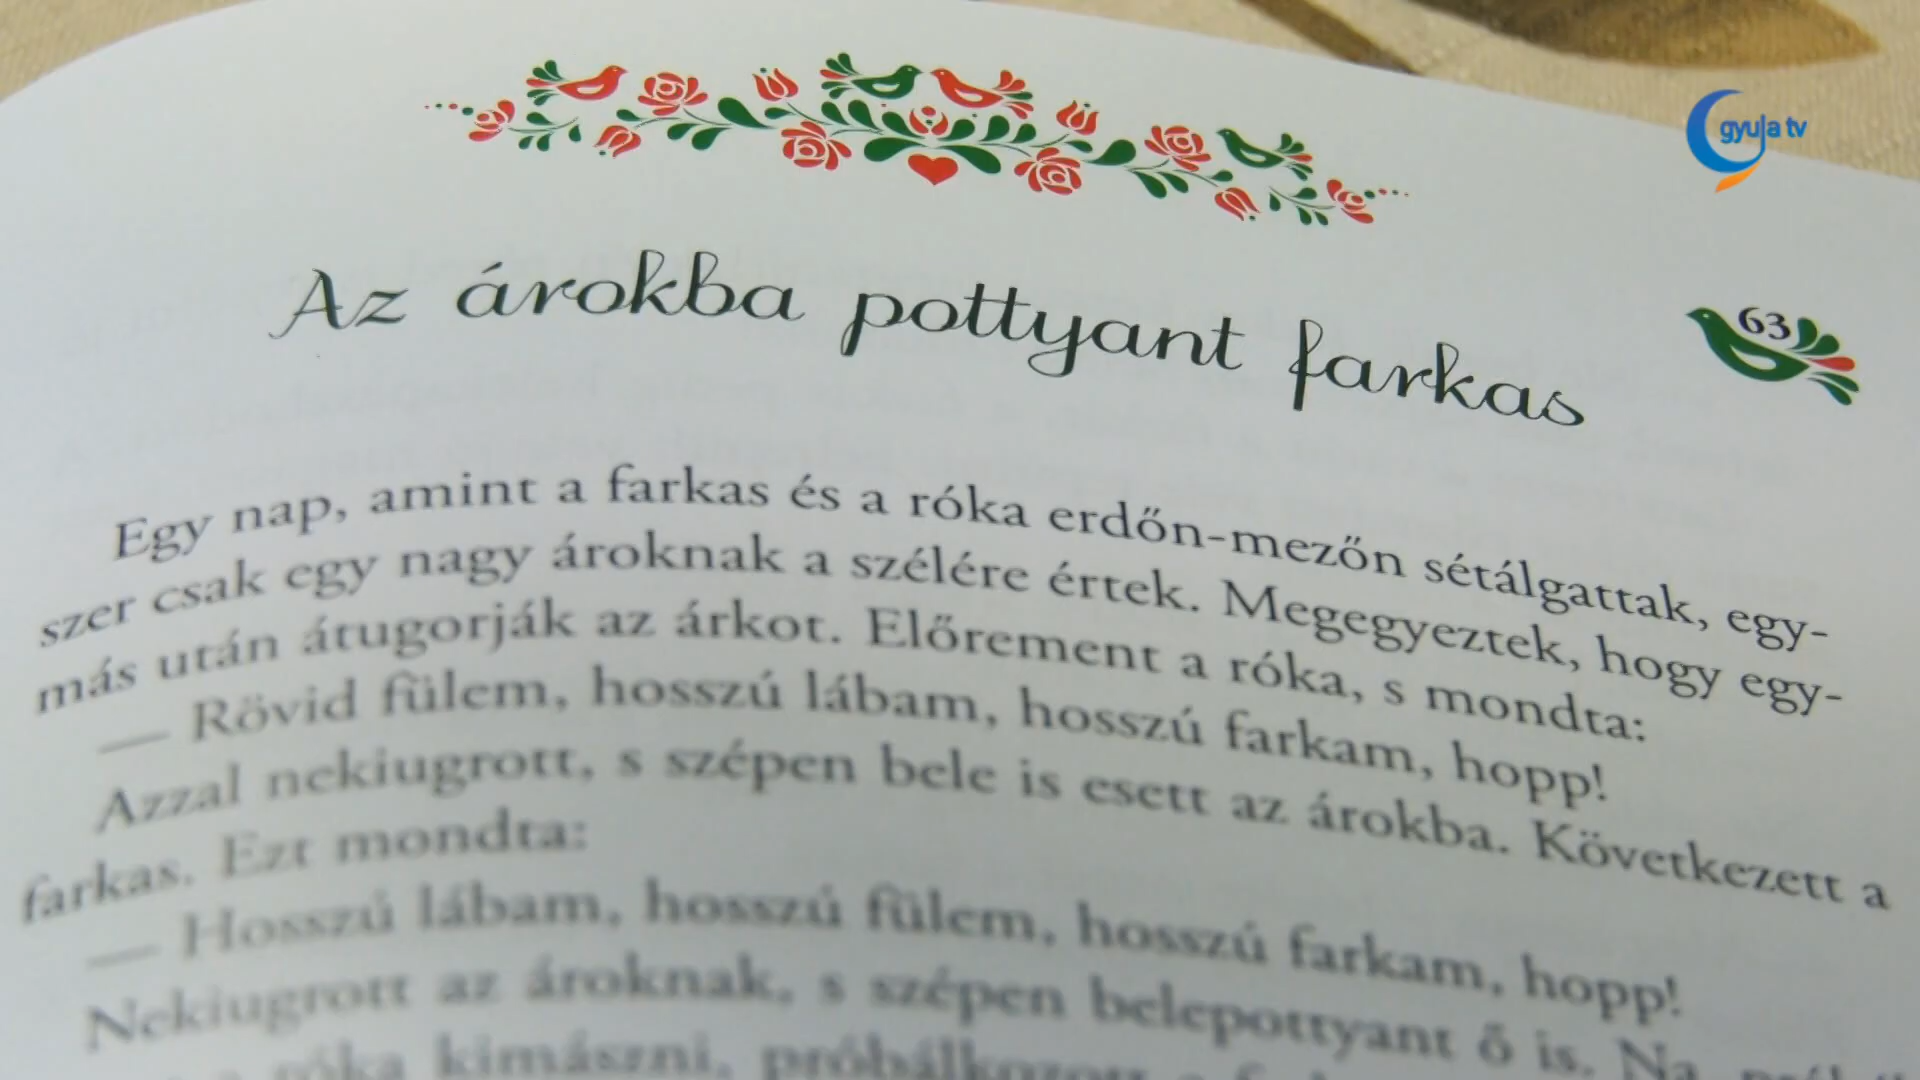 gyula tv
Az árokba pottyant farkas
63
Egy nap, amint a farkas és a róka erdőn-mezőn sétálgattak, egy-
szer csak egy nagy ároknak a szélére értek. Megegyeztek, hogy egy-
más után átugorják az árkot. Előrement a róka, s mondta:
— Rövid fülem, hosszú lábam, hosszú farkam, hopp!
Azzal nekiugrott, s szépen bele is esett az árokba. Következett a
farkas. Ezt mondta:
— Hosszú lábam, hosszú fülem, hosszú farkam, hopp!
Nekiugrott az ároknak, s szépen belepottyant ő is. Na,
a róka kimászni, próbálkozott